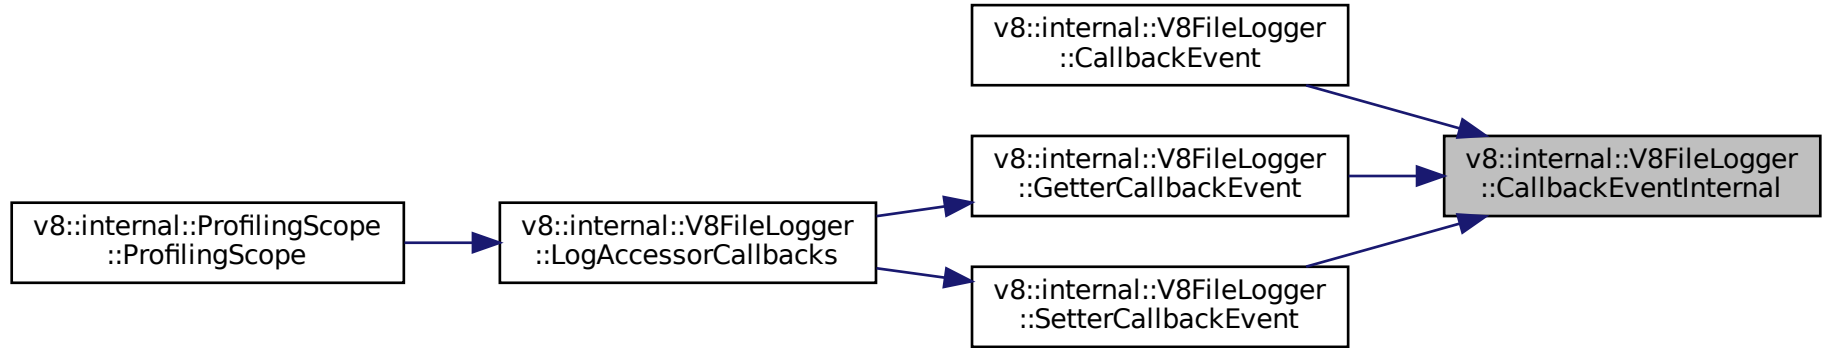 v8::internal::V8FileLogger
::CallbackEvent
v8::internal::V8FileLogger
::GetterCallbackEvent
v8::internal::V8FileLogger
::CallbackEventInternal
v8::internal::ProfilingScope
::ProfilingScope
v8::internal::V8FileLogger
::LogAccessorCallbacks
v8::internal::V8FileLogger
::SetterCallbackEvent